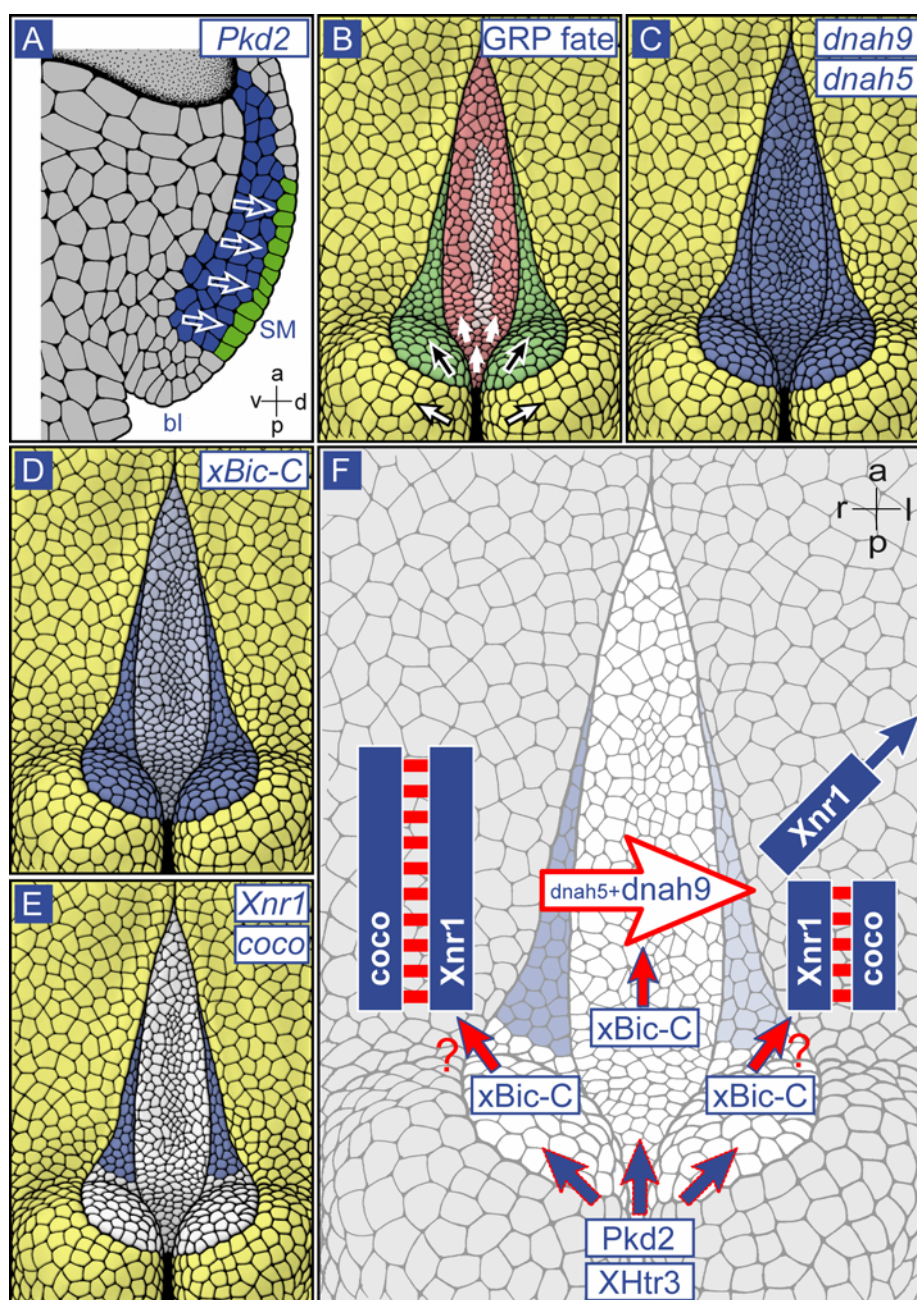 A
Pkd2
SM
bl
a
v d
p
B
GRP fate
C
dnah9
dnah5
D
xBic-C
E
Xnr1
coco
F
a
r l
p
coco
Xnr1
dnah5+dnah9
Xnr1
Xnr1
coco
xBic-C
?
xBic-C
?
xBic-C
Pkd2
XHtr3